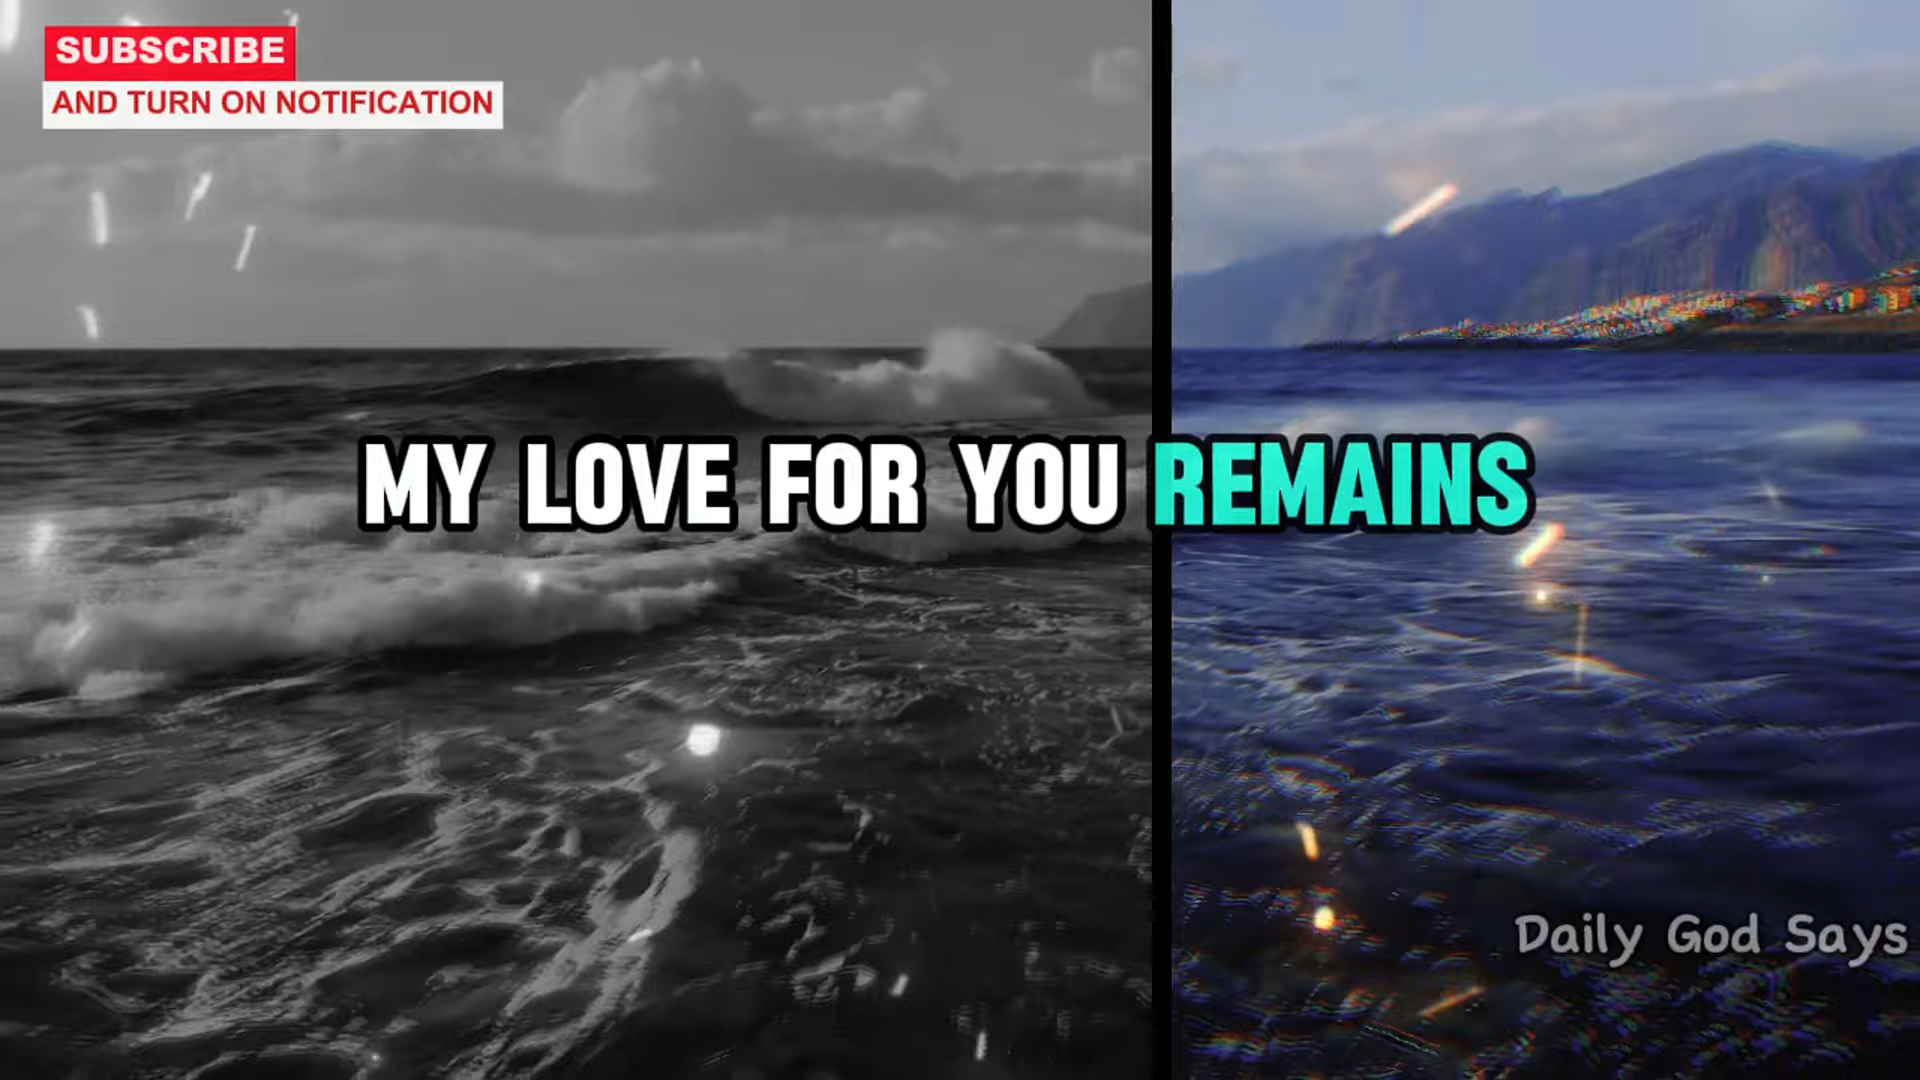 SUBSCRIBE
AND TURN ON NOTIFICATION
MY LOVE FOR YOU REMAINS
Daily God Says